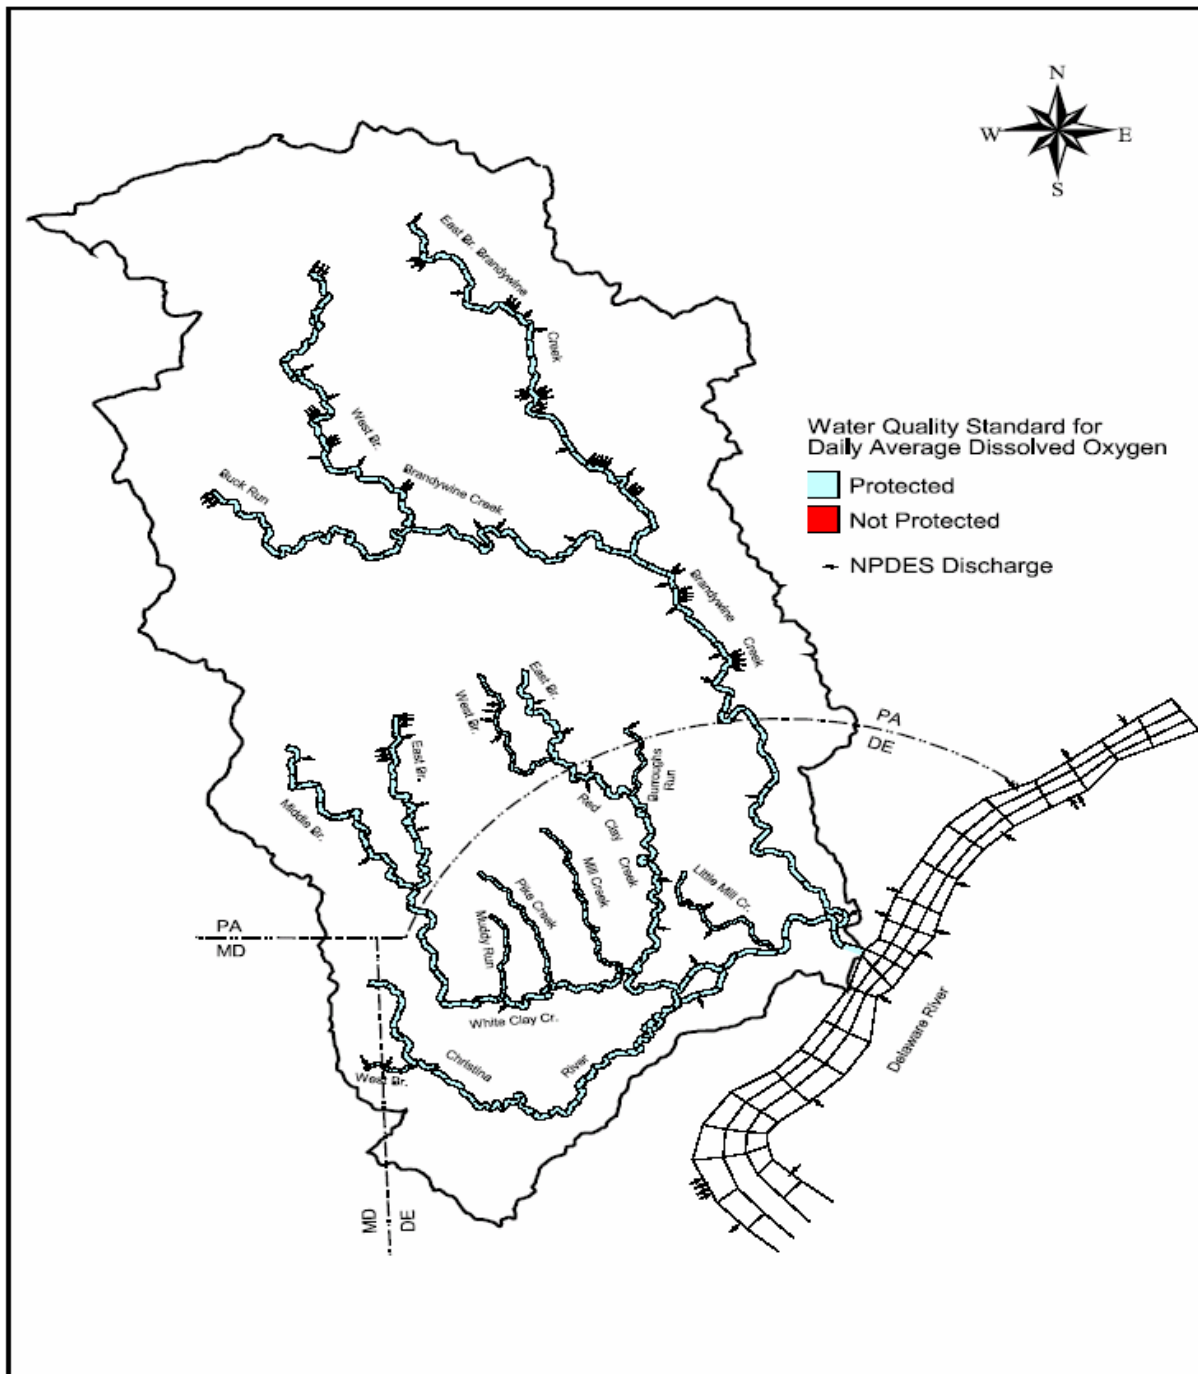 N
W E
S
East Br. Brandywine
Creek
West Br.
Brandywine Creek
Buck Run
Water Quality Standard for
Daily Average Dissolved Oxygen
Protected
Not Protected
NPDES Discharge
Brandywine
Creek
East Br.
West Br.
PA
DE
East Br.
Middle Br.
Burroughs
Run
Red Clay Creek
Mill Creek
Little Mill Cr.
Pike Creek
Muddy Run
PA
MD
White Clay Cr.
Christina River
West Br.
Delaware River
MD
DE